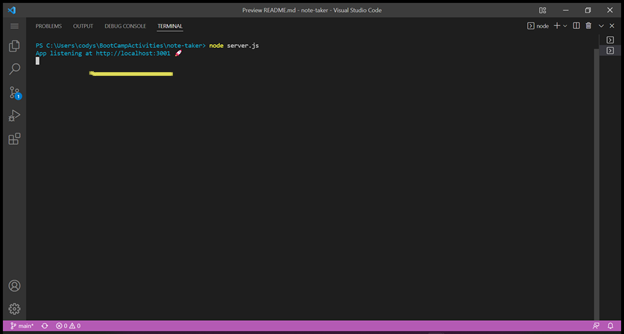 Preview README.md - note-taker - Visual Studio Code
PROBLEMS OUTPUT DEBUG CONSOLE TERMINAL
node
PS C:\Users\codys\BootCampActivities\note-taker> node server.js
App listening at http://localhost:3001 🚀
1
main* 0 0